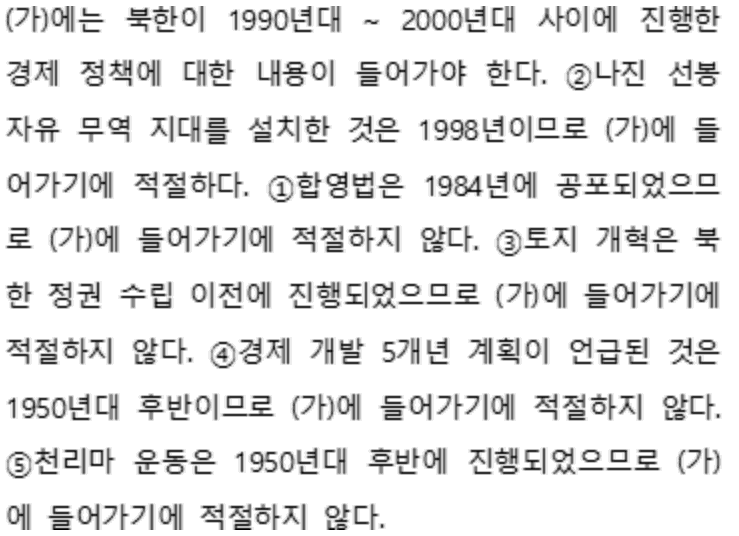 (가)에는 북한이 1990년대 ~ 2000년대 사이에 진행한
경제 정책에 대한 내용이 들어가야 한다. ②나진 선봉
자유 무역 지대를 설치한 것은 1998년이므로 (가)에 들
어가기에 적절하다. ①합영법은 1984년에 공포되었으므
로 (가)에 들어가기에 적절하지 않다. ③토지 개혁은 북
한 정권 수립 이전에 진행되었으므로 (가)에 들어가기에
적절하지 않다. ④경제 개발 5개년 계획이 언급된 것은
1950년대 후반이므로 (가)에 들어가기에 적절하지 않다.
⑤천리마 운동은 1950년대 후반에 진행되었으므로 (가)
에 들어가기에 적절하지 않다.